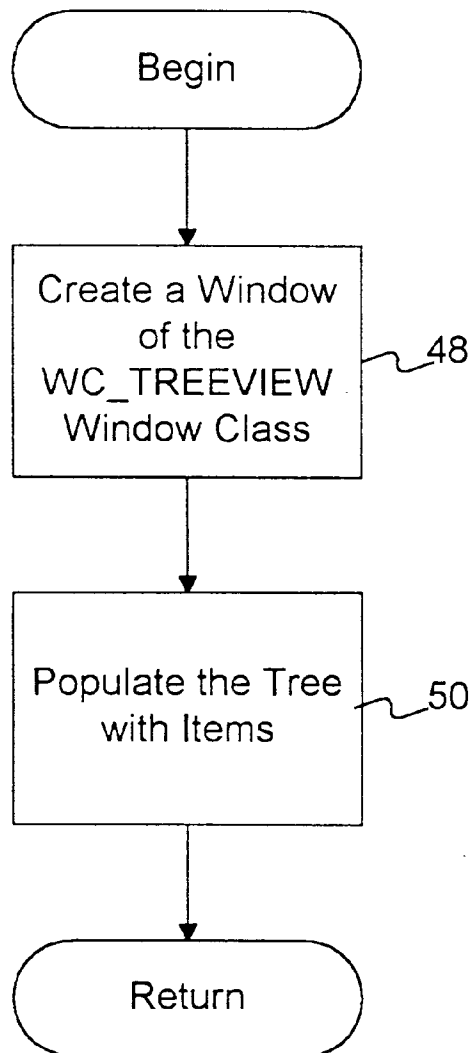 Begin
Create a Window
of the
WC_TREEVIEW
Window Class
48
Populate the Tree
with Items
50
Return